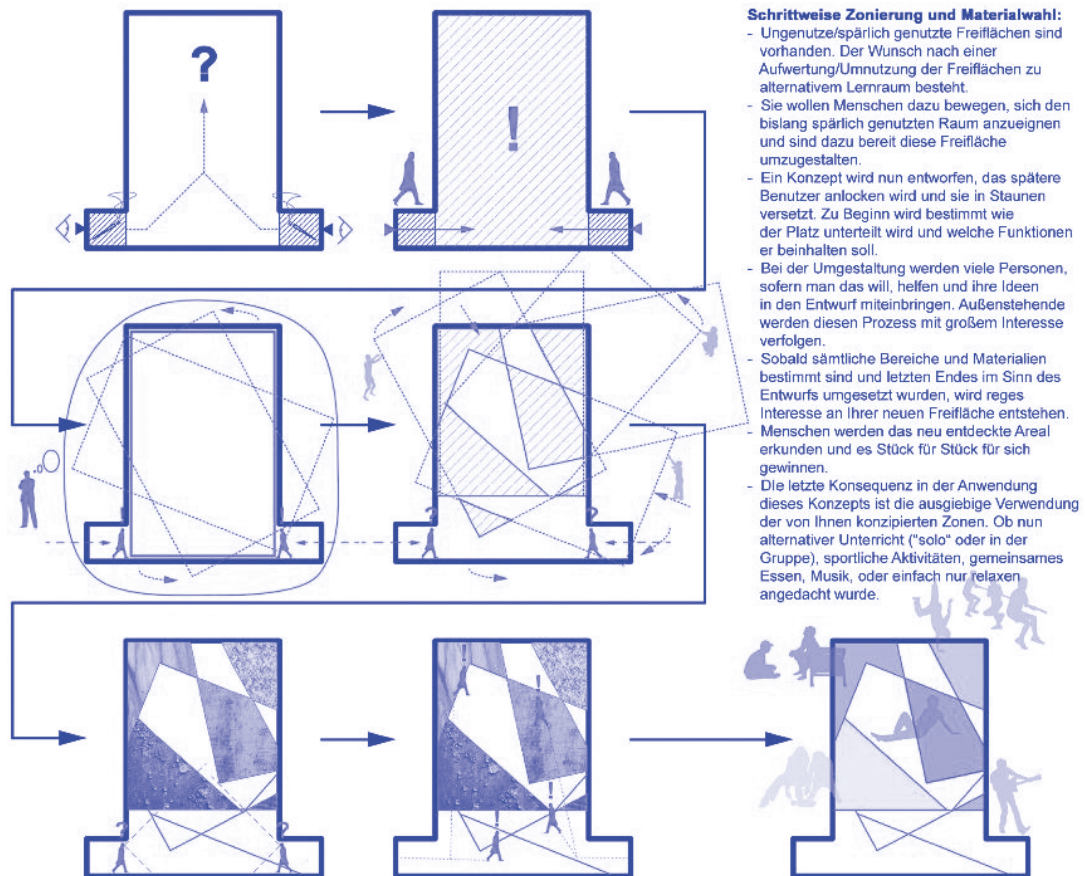 ?
!
Schrittweise Zonierung und Materialwahl:
- Ungenutze/spärlich genutzte Freiflächen sind
vorhanden. Der Wunsch nach einer
Aufwertung/Umnutzung der Freiflächen zu
alternativem Lernraum besteht.
- Sie wollen Menschen dazu bewegen, sich den
bislang spärlich genutzten Raum anzueignen
und sind dazu bereit diese Freifläche
umzugestalten.
- Ein Konzept wird nun entworfen, das spätere
Benutzer anlocken wird und sie in Staunen
versetzt. Zu Beginn wird bestimmt wie
der Platz unterteilt wird und welche Funktionen
er beinhalten soll.
- Bei der Umgestaltung werden viele Personen,
sofern man das will, helfen und ihre Ideen
in den Entwurf miteinbringen. Außenstehende
werden diesen Prozess mit großem Interesse
verfolgen.
- Sobald sämtliche Bereiche und Materialien
bestimmt sind und letzten Endes im Sinn des
Entwurfs umgesetzt wurden, wird reges
Interesse an Ihrer neuen Freifläche entstehen.
- Menschen werden das neu entdeckte Areal
erkunden und es Stück für Stück für sich
gewinnen.
- DIe letzte Konsequenz in der Anwendung
dieses Konzepts ist die ausgiebige Verwendung
der von Ihnen konzipierten Zonen. Ob nun
alternativer Unterricht ("solo" oder in der
Gruppe), sportliche Aktivitäten, gemeinsames
Essen, Musik, oder einfach nur relaxen
angedacht wurde.
! !
? ?
! !
? ?
! !